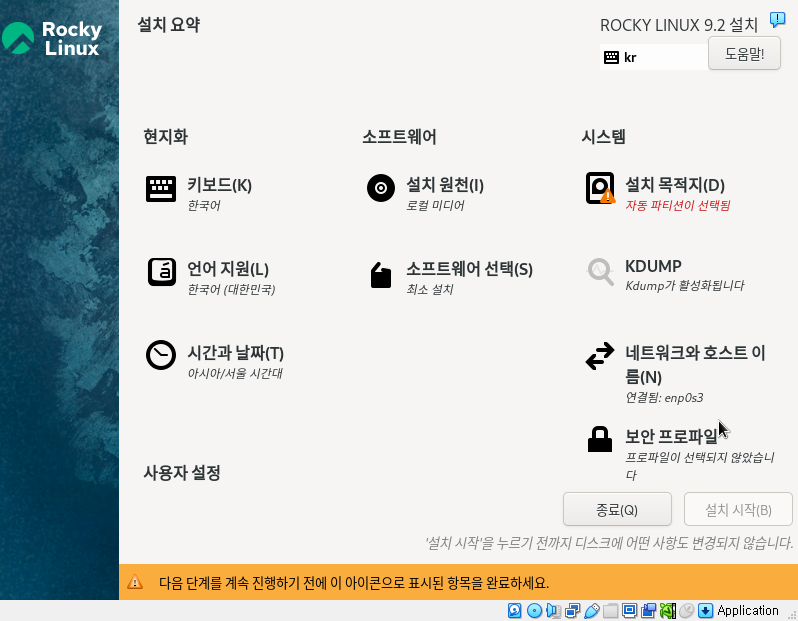 Rocky
Linux
설치 요약
ROCKY LINUX 9.2 설치
kr
도움말!
현지화
소프트웨어
시스템
키보드(K)
한국어
설치 원천(I)
로컬 미디어
설치 목적지(D)
자동 파티션이 선택됨
언어 지원(L)
한국어 (대한민국)
소프트웨어 선택(S)
최소 설치
KDUMP
Kdump가 활성화됩니다
시간과 날짜(T)
아시아/서울 시간대
네트워크와 호스트 이
름(N)
연결됨: enp0s3
보안 프로파일
프로파일이 선택되지 않았습니
다
사용자 설정
종료(Q)
설치 시작(B)
'설치 시작'을 누르기 전까지 디스크에 어떤 사항도 변경되지 않습니다.
다음 단계를 계속 진행하기 전에 이 아이콘으로 표시된 항목을 완료하세요.
Application